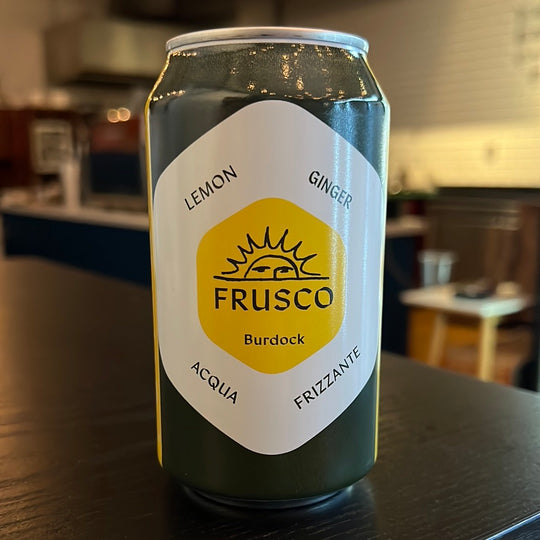 LEMON
GINGER
FRUSCO
Burdock
ACQUA
FRIZZANTE